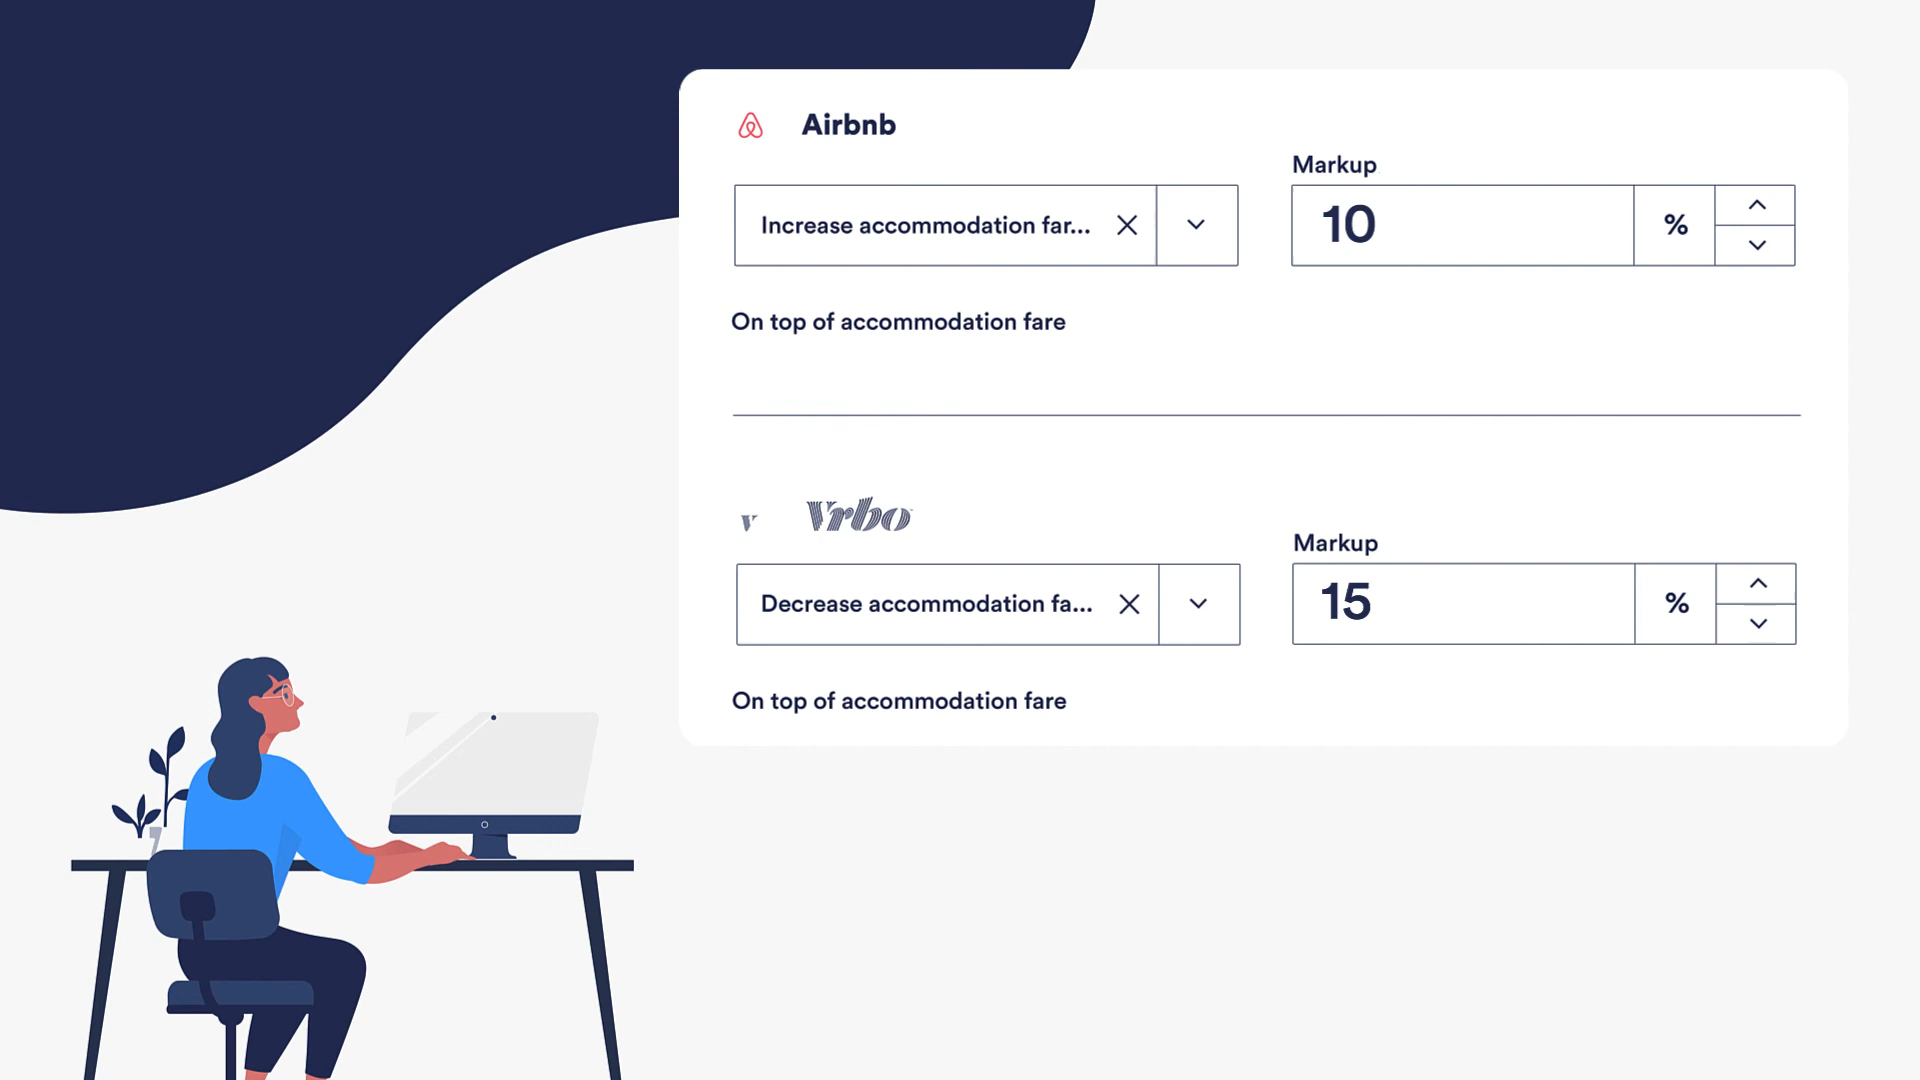 Airbnb
Markup
Increase accommodation far...
10
%
On top of accommodation fare
v Vrbo
Markup
Decrease accommodation fa...
15
%
On top of accommodation fare